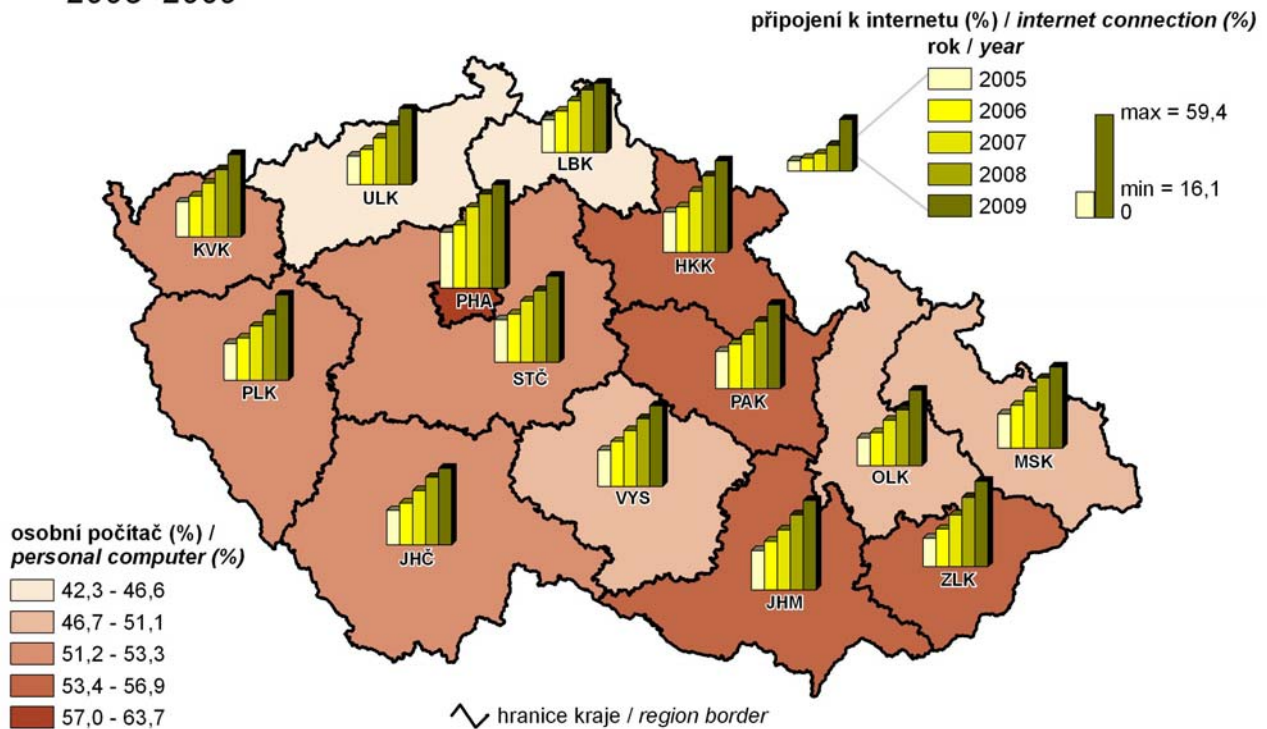 2005–2009
připojení k internetu (%) / internet connection (%)
rok / year
2005
2006
2007
2008
2009
max = 59,4
min = 16,1
0
LBK
ULK
KVK
HKK
PHA
STČ
PLK
PAK
MSK
OLK
VYS
JHČ
ZLK
JHM
osobní počítač (%) /
personal computer (%)
42,3 - 46,6
46,7 - 51,1
51,2 - 53,3
53,4 - 56,9
57,0 - 63,7
hranice kraje / region border